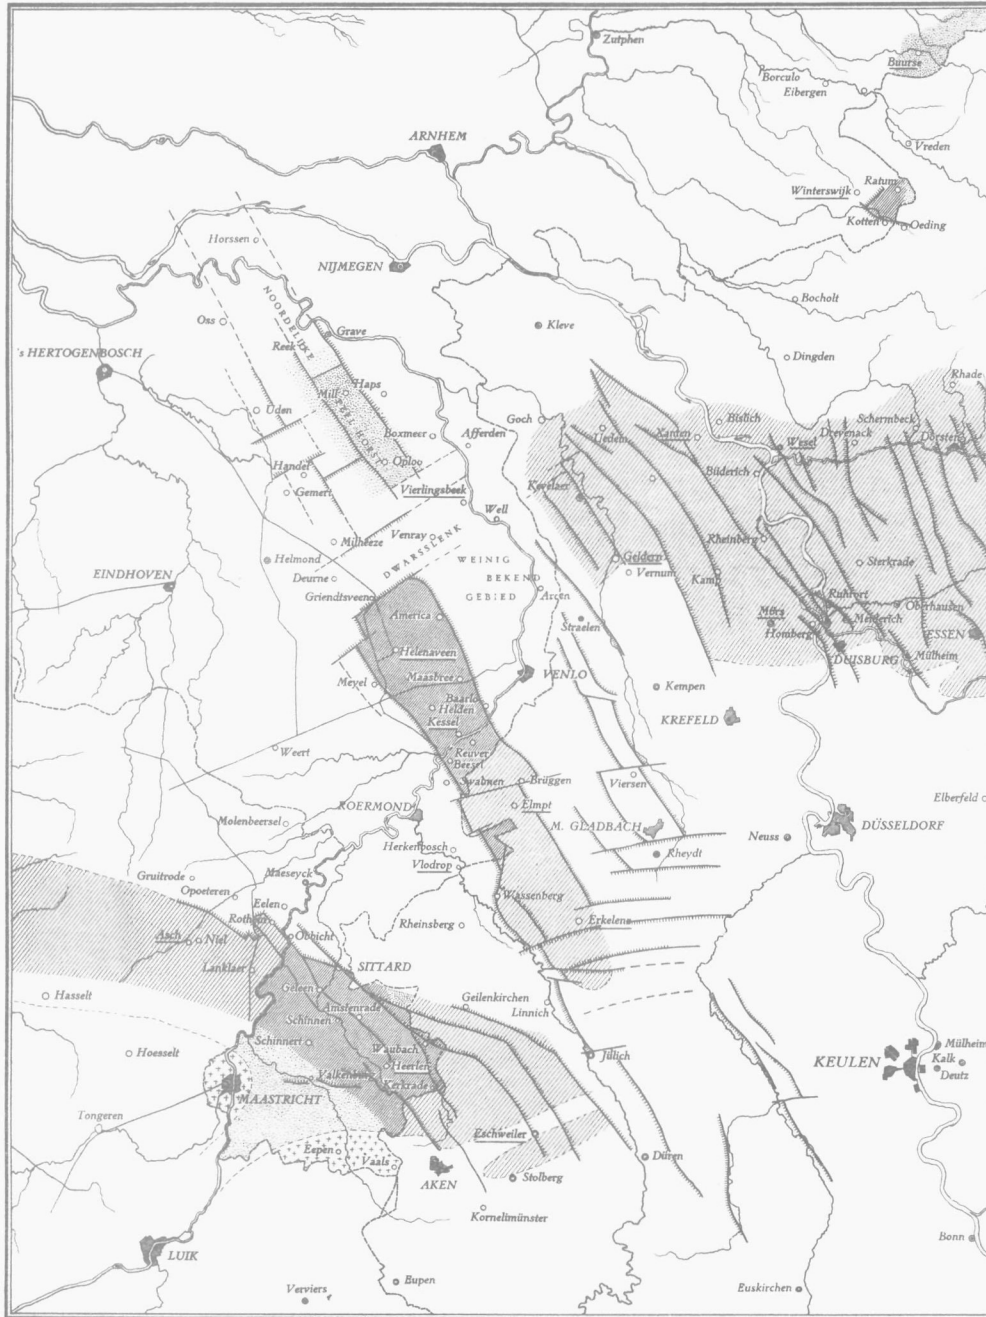 Zutphen
Buurse
Borculo
Eibergen
ARNHEM
Vreden
Ratum
Winterswijk
Kotten
Oeding
Horssen
NIJMEGEN
Bocholt
NOORDELIJKE
PEEL-HORST
Oss
Grave
Kleve
Reek
's HERTOGENBOSCH
Dingden
Rhade
Mill
Haps
Uden
Goch
Bislich
Schermbeck
Boxmeer
Afferden
Uedem
Xanten
Wesel
Drevenack
Dorsten
Handel
Oploo
Büderich
Gemert
Vierlingsbeek
Kevelaer
Well
Milheeze
Venray
Rheinberg
DWARSSLENK
WEINIG
BEKEND
GEBIED
Helmond
Geldern
Vernum
Kamp
Sterkrade
EINDHOVEN
Deurne
Griendtsveen
Arcen
Ruhrort
Oberhausen
America
Straelen
Mörs
Meiderich
Homberg
ESSEN
Helenaveen
DUISBURG
Mülheim
Meyel
Maasbree
VENLO
Kempen
Baarlo
Helden
Kessel
KREFELD
Weert
Reuver
Beesel
Swalmen
Brüggen
Viersen
Elberfeld
ROERMOND
Elmpt
Molenbeersel
M. GLADBACH
Neuss
DÜSSELDORF
Herkenbosch
Rheydt
Vlodrop
Gruitrode
Maeseyck
Opoeteren
Wassenberg
Eelen
Rothem
Rheinsberg
Erkelenz
Asch
Niel
Obbicht
Lanklaer
SITTARD
Hasselt
Geleen
Geilenkirchen
Linnich
Amstenrade
Schinnen
Hoesselt
Schinnert
Waubach
Jülich
KEULEN
Mülheim
Kalk
Deutz
Heerlen
Valkenburg
Kerkrade
MAASTRICHT
Tongeren
Eschweiler
Eepen
Vaals
Düren
AKEN
Stolberg
Kornelimünster
Bonn
LUIK
Eupen
Verviers
Euskirchen